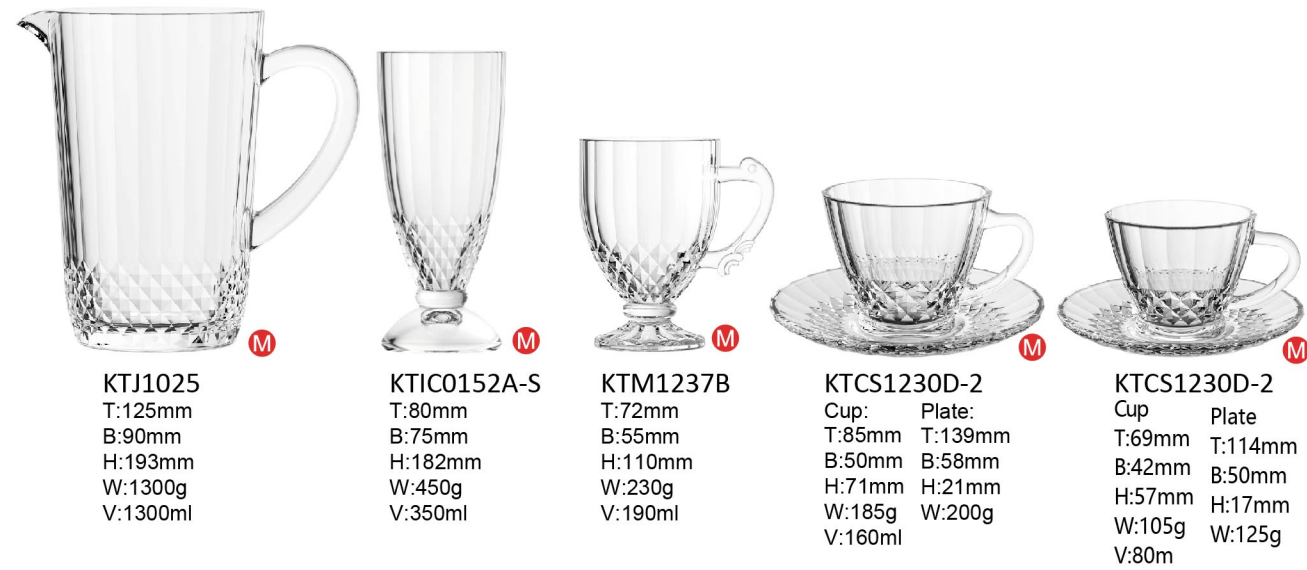 M
M
M
M
M
KTJ1025
T:125mm
B:90mm
H:193mm
W:1300g
V:1300ml
KTIC0152A-S
T:80mm
B:75mm
H:182mm
W:450g
V:350ml
KTM1237B
T:72mm
B:55mm
H:110mm
W:230g
V:190ml
KTCS1230D-2
Cup:
T:85mm
B:50mm
H:71mm
W:185g
V:160ml
Plate:
T:139mm
B:58mm
H:21mm
W:200g
KTCS1230D-2
Cup
T:69mm
B:42mm
H:57mm
W:105g
V:80m
Plate
T:114mm
B:50mm
H:17mm
W:125g